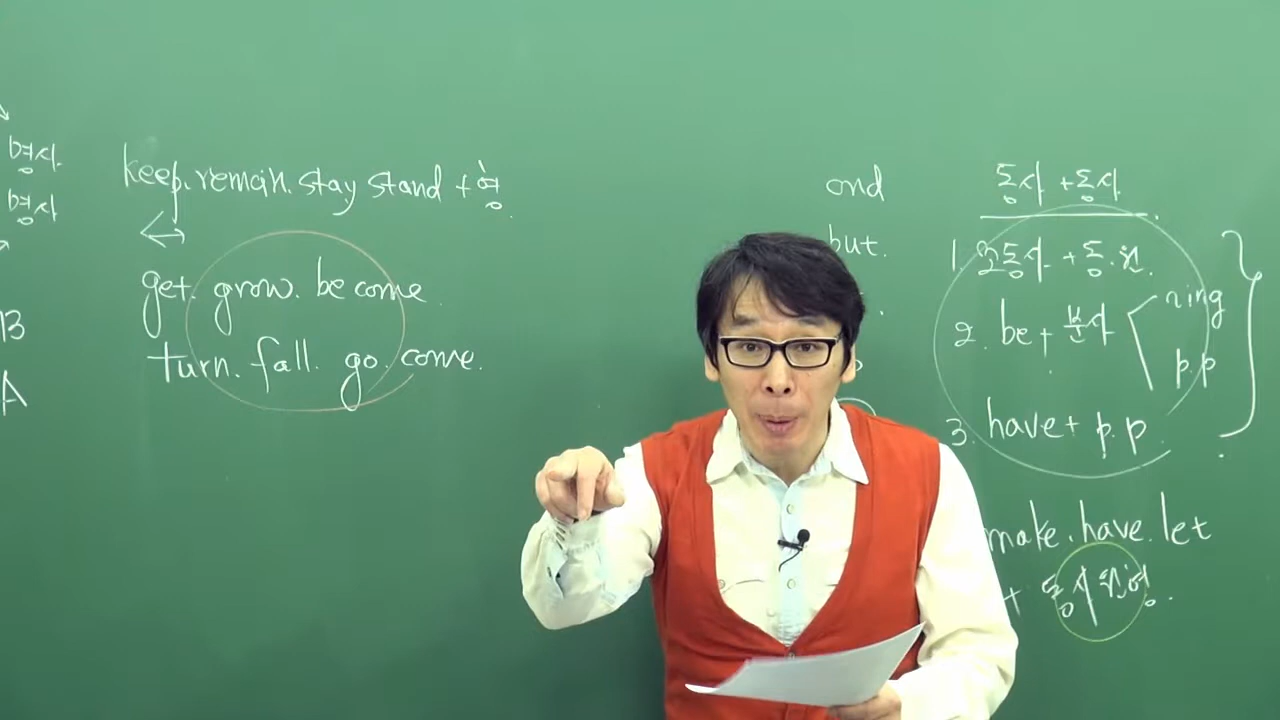 명사.
명사
B
A
keep. remain. stay stand + 형.
↔
get. grow. become.
turn. fall. go. come.
and
but.
동사 + 동사.
1. 조동사 + 동.원.
2. be + 분사 < ~ing
p.p
3. have + p.p
make. have. let
+ 동사원형.